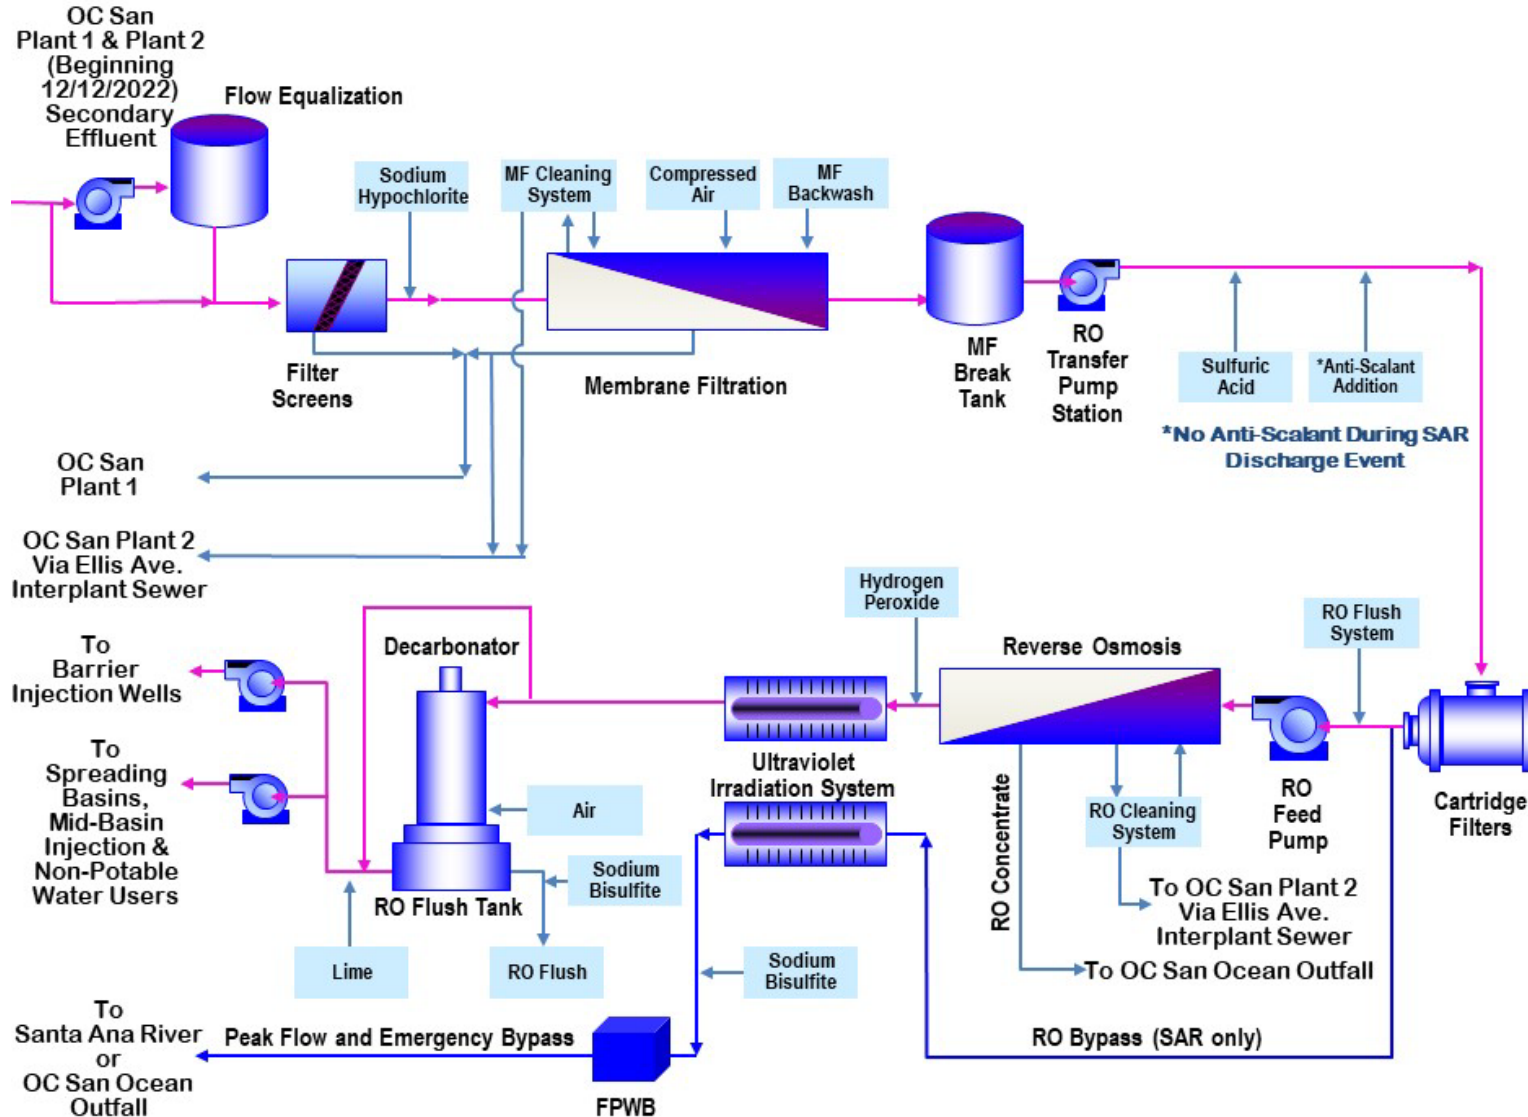 OC San
Plant 1 & Plant 2
(Beginning
12/12/2022)
Secondary
Effluent
Flow Equalization
Sodium
Hypochlorite
MF Cleaning
System
Compressed
Air
MF
Backwash
Filter
Screens
Membrane Filtration
MF
Break
Tank
RO
Transfer
Pump
Station
Sulfuric
Acid
*Anti-Scalant
Addition
*No Anti-Scalant During SAR
Discharge Event
OC San
Plant 1
OC San Plant 2
Via Ellis Ave.
Interplant Sewer
Hydrogen
Peroxide
RO Flush
System
To
Barrier
Injection Wells
Decarbonator
Reverse Osmosis
To
Spreading
Basins,
Mid-Basin
Injection &
Non-Potable
Water Users
Ultraviolet
Irradiation System
Air
RO Concentrate
RO Cleaning
System
RO
Feed
Pump
Cartridge
Filters
Sodium
Bisulfite
RO Flush Tank
To OC San Plant 2
Via Ellis Ave.
Interplant Sewer
Lime
RO Flush
Sodium
Bisulfite
To OC San Ocean Outfall
To
Santa Ana River
or
OC San Ocean
Outfall
Peak Flow and Emergency Bypass
RO Bypass (SAR only)
FPWB